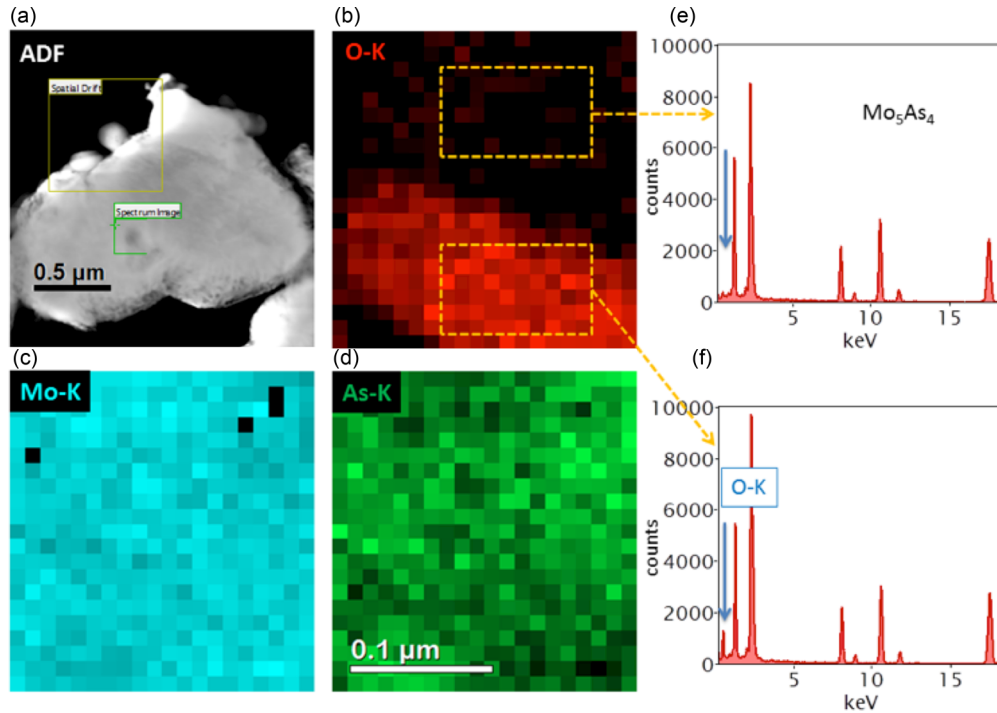 (a)
ADF
Spatial Drift
Spectrum Image
0.5 µm
(b)
O-K
(e)
10000
8000
6000
4000
2000
0
counts
Mo5As4
5
10
15
keV
(c)
Mo-K
(d)
As-K
0.1 µm
(f)
10000
8000
6000
4000
2000
0
counts
O-K
5
10
15
keV